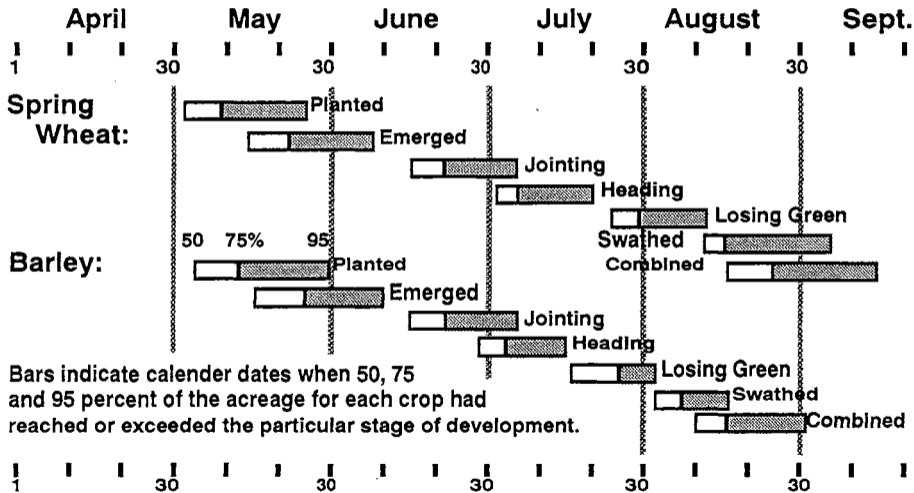 April May June July August Sept.
1 30 30 30 30 30
Spring Planted
Wheat: Emerged
Jointing
Heading
Losing Green
50 75% 95 Swathed
Barley: Planted Combined
Emerged
Jointing
Heading
Bars indicate calender dates when 50, 75 Losing Green
and 95 percent of the acreage for each crop had Swathed
reached or exceeded the particular stage of development. Combined
1 30 30 30 30 30